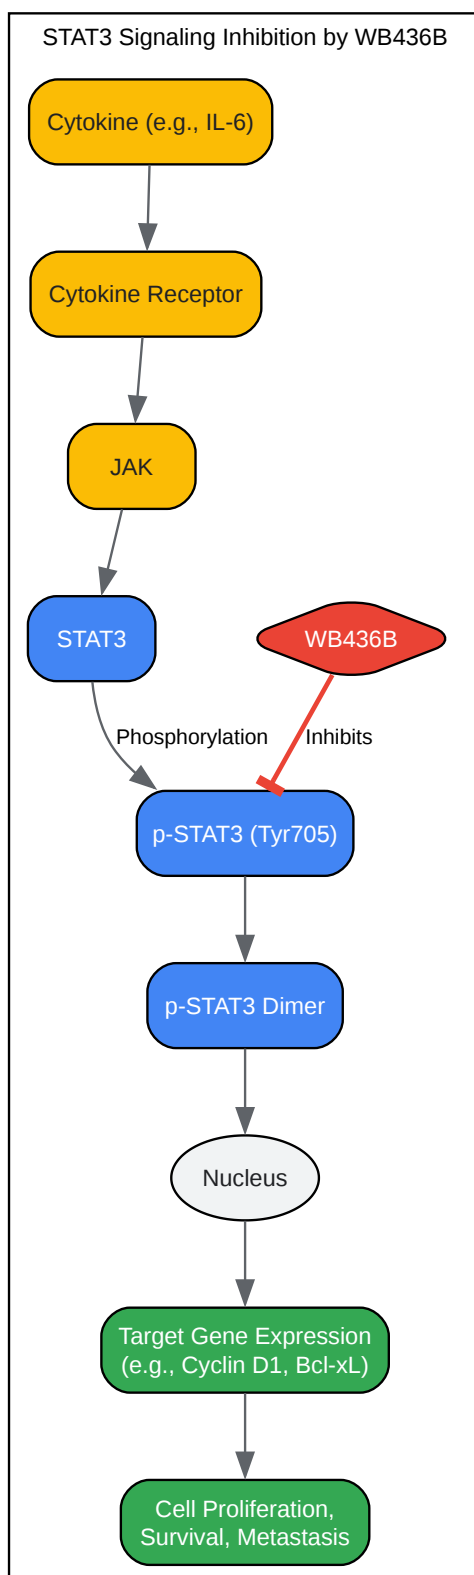 STAT3 Signaling Inhibition by WB436B
Cytokine (e.g., IL-6)
Cytokine Receptor
JAK
STAT3
WB436B
Phosphorylation
Inhibits
p-STAT3 (Tyr705)
p-STAT3 Dimer
Nucleus
Target Gene Expression
(e.g., Cyclin D1, Bcl-xL)
Cell Proliferation,
Survival, Metastasis